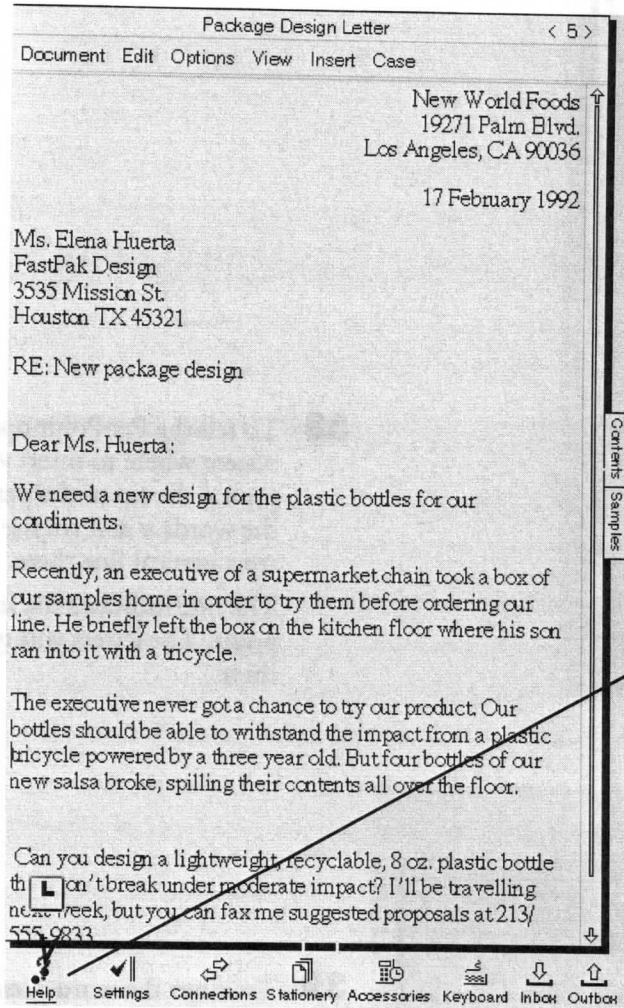 Package Design Letter < 5 >
Document Edit Options View Insert Case
New World Foods
19271 Palm Blvd.
Los Angeles, CA 90036
17 February 1992
Ms. Elena Huerta
FastPak Design
3535 Mission St.
Houston TX 45321
RE: New package design
Dear Ms. Huerta:
We need a new design for the plastic bottles for our
condiments.
Recently, an executive of a supermarket chain took a box of
our samples home in order to try them before ordering our
line. He briefly left the box on the kitchen floor where his son
ran into it with a tricycle.
The executive never got a chance to try our product. Our
bottles should be able to withstand the impact from a plastic
tricycle powered by a three year old. But four bottles of our
new salsa broke, spilling their contents all over the floor.
Can you design a lightweight, recyclable, 8 oz. plastic bottle
on't break under moderate impact? I'll be travelling
next week, but you can fax me suggested proposals at 213/
555-9833
Contents
Samples
L
Help Settings Connections Stationery Accessories Keyboard Inbox Outbox